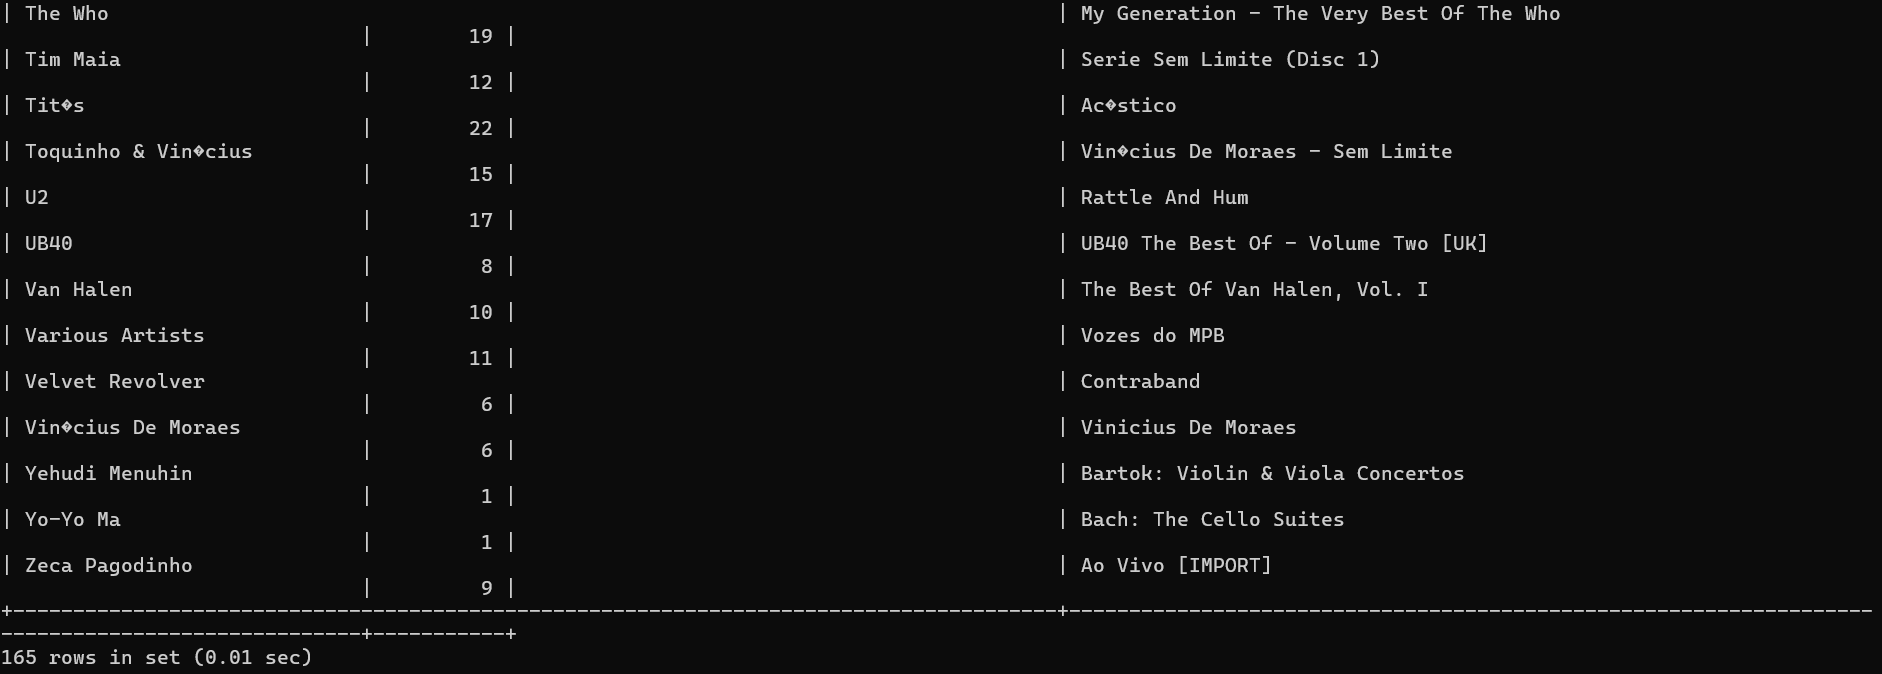 | The Who | My Generation - The Very Best Of The Who
| 19 |
| Tim Maia | Serie Sem Limite (Disc 1)
| 12 |
| Tit�s | Ac�stico
| 22 |
| Toquinho & Vin�cius | Vin�cius De Moraes - Sem Limite
| 15 |
| U2 | Rattle And Hum
| 17 |
| UB40 | UB40 The Best Of - Volume Two [UK]
| 8 |
| Van Halen | The Best Of Van Halen, Vol. I
| 10 |
| Various Artists | Vozes do MPB
| 11 |
| Velvet Revolver | Contraband
| 6 |
| Vin�cius De Moraes | Vinicius De Moraes
| 6 |
| Yehudi Menuhin | Bartok: Violin & Viola Concertos
| 1 |
| Yo-Yo Ma | Bach: The Cello Suites
| 1 |
| Zeca Pagodinho | Ao Vivo [IMPORT]
| 9 |
+---------------------------------------------------------------------------------------+-------------------------------------------------------------------
------------------------------+-----------+
165 rows in set (0.01 sec)